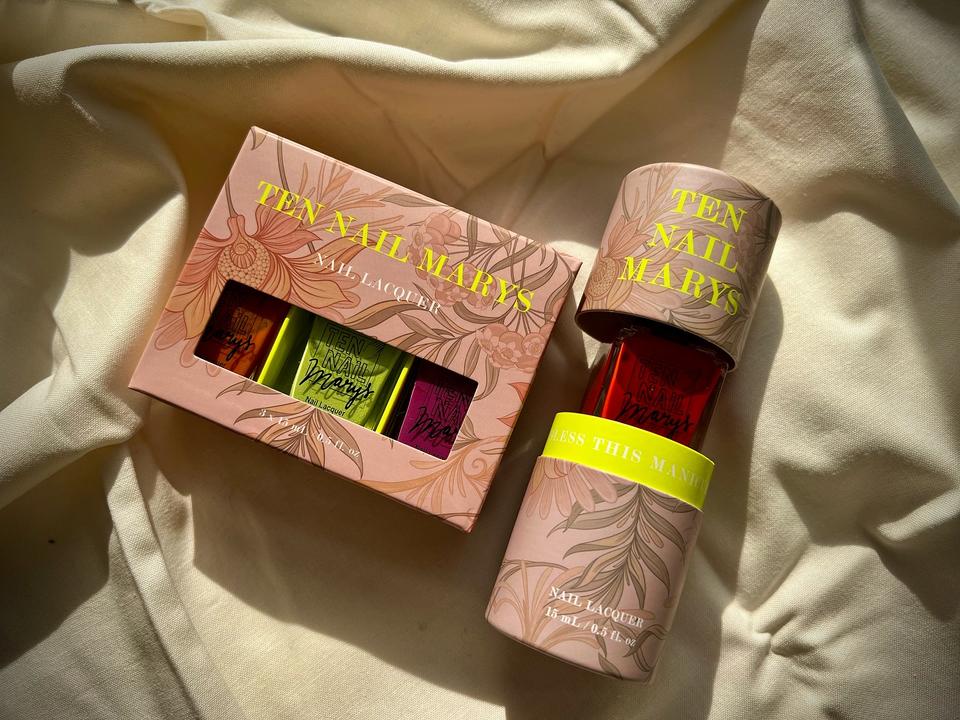 TEN NAIL MARYS
NAIL LACQUER
TEN
NAIL
Marys
Nail Lacquer
3 x 15 mL / 0.5 fl. oz
TEN
NAIL
MARYS
TEN
NAIL
Marys
LESS THIS MANI
NAIL LACQUER
15 mL / 0.5 fl. oz